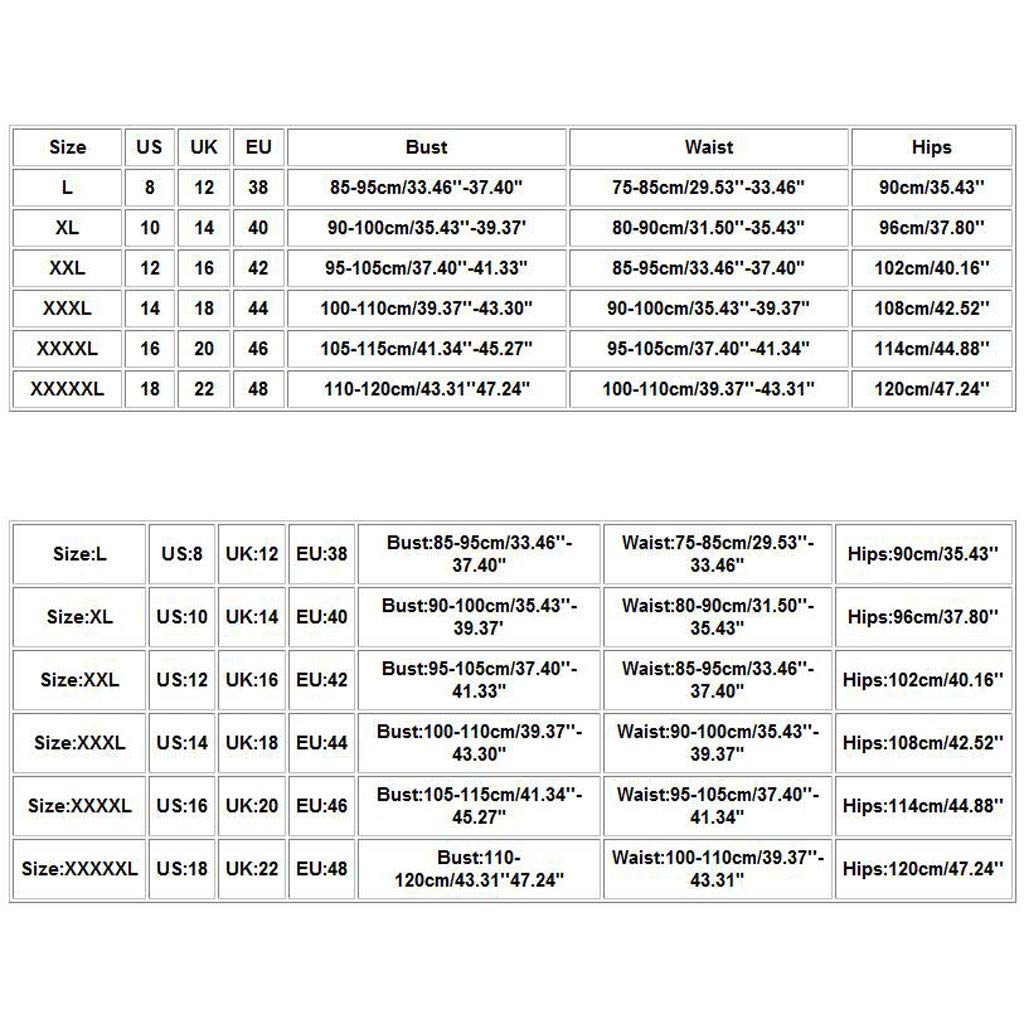 Size US UK EU Bust Waist Hips
L 8 12 38 85-95cm/33.46''-37.40" 75-85cm/29.53''-33.46" 90cm/35.43''
XL 10 14 40 90-100cm/35.43''-39.37' 80-90cm/31.50''-35.43" 96cm/37.80''
XXL 12 16 42 95-105cm/37.40''-41.33" 85-95cm/33.46''-37.40" 102cm/40.16''
XXXL 14 18 44 100-110cm/39.37''-43.30" 90-100cm/35.43''-39.37" 108cm/42.52''
XXXXL 16 20 46 105-115cm/41.34''-45.27" 95-105cm/37.40''-41.34" 114cm/44.88''
XXXXXL 18 22 48 110-120cm/43.31"47.24" 100-110cm/39.37''-43.31" 120cm/47.24''
Size:L US:8 UK:12 EU:38 Bust:85-95cm/33.46''-
37.40" Waist:75-85cm/29.53''-
33.46" Hips:90cm/35.43''
Size:XL US:10 UK:14 EU:40 Bust:90-100cm/35.43''-
39.37' Waist:80-90cm/31.50''-
35.43" Hips:96cm/37.80''
Size:XXL US:12 UK:16 EU:42 Bust:95-105cm/37.40''-
41.33" Waist:85-95cm/33.46''-
37.40" Hips:102cm/40.16''
Size:XXXL US:14 UK:18 EU:44 Bust:100-110cm/39.37''-
43.30" Waist:90-100cm/35.43''-
39.37" Hips:108cm/42.52''
Size:XXXXL US:16 UK:20 EU:46 Bust:105-115cm/41.34''-
45.27" Waist:95-105cm/37.40''-
41.34" Hips:114cm/44.88''
Size:XXXXXL US:18 UK:22 EU:48 Bust:110-
120cm/43.31"47.24" Waist:100-110cm/39.37''-
43.31" Hips:120cm/47.24''